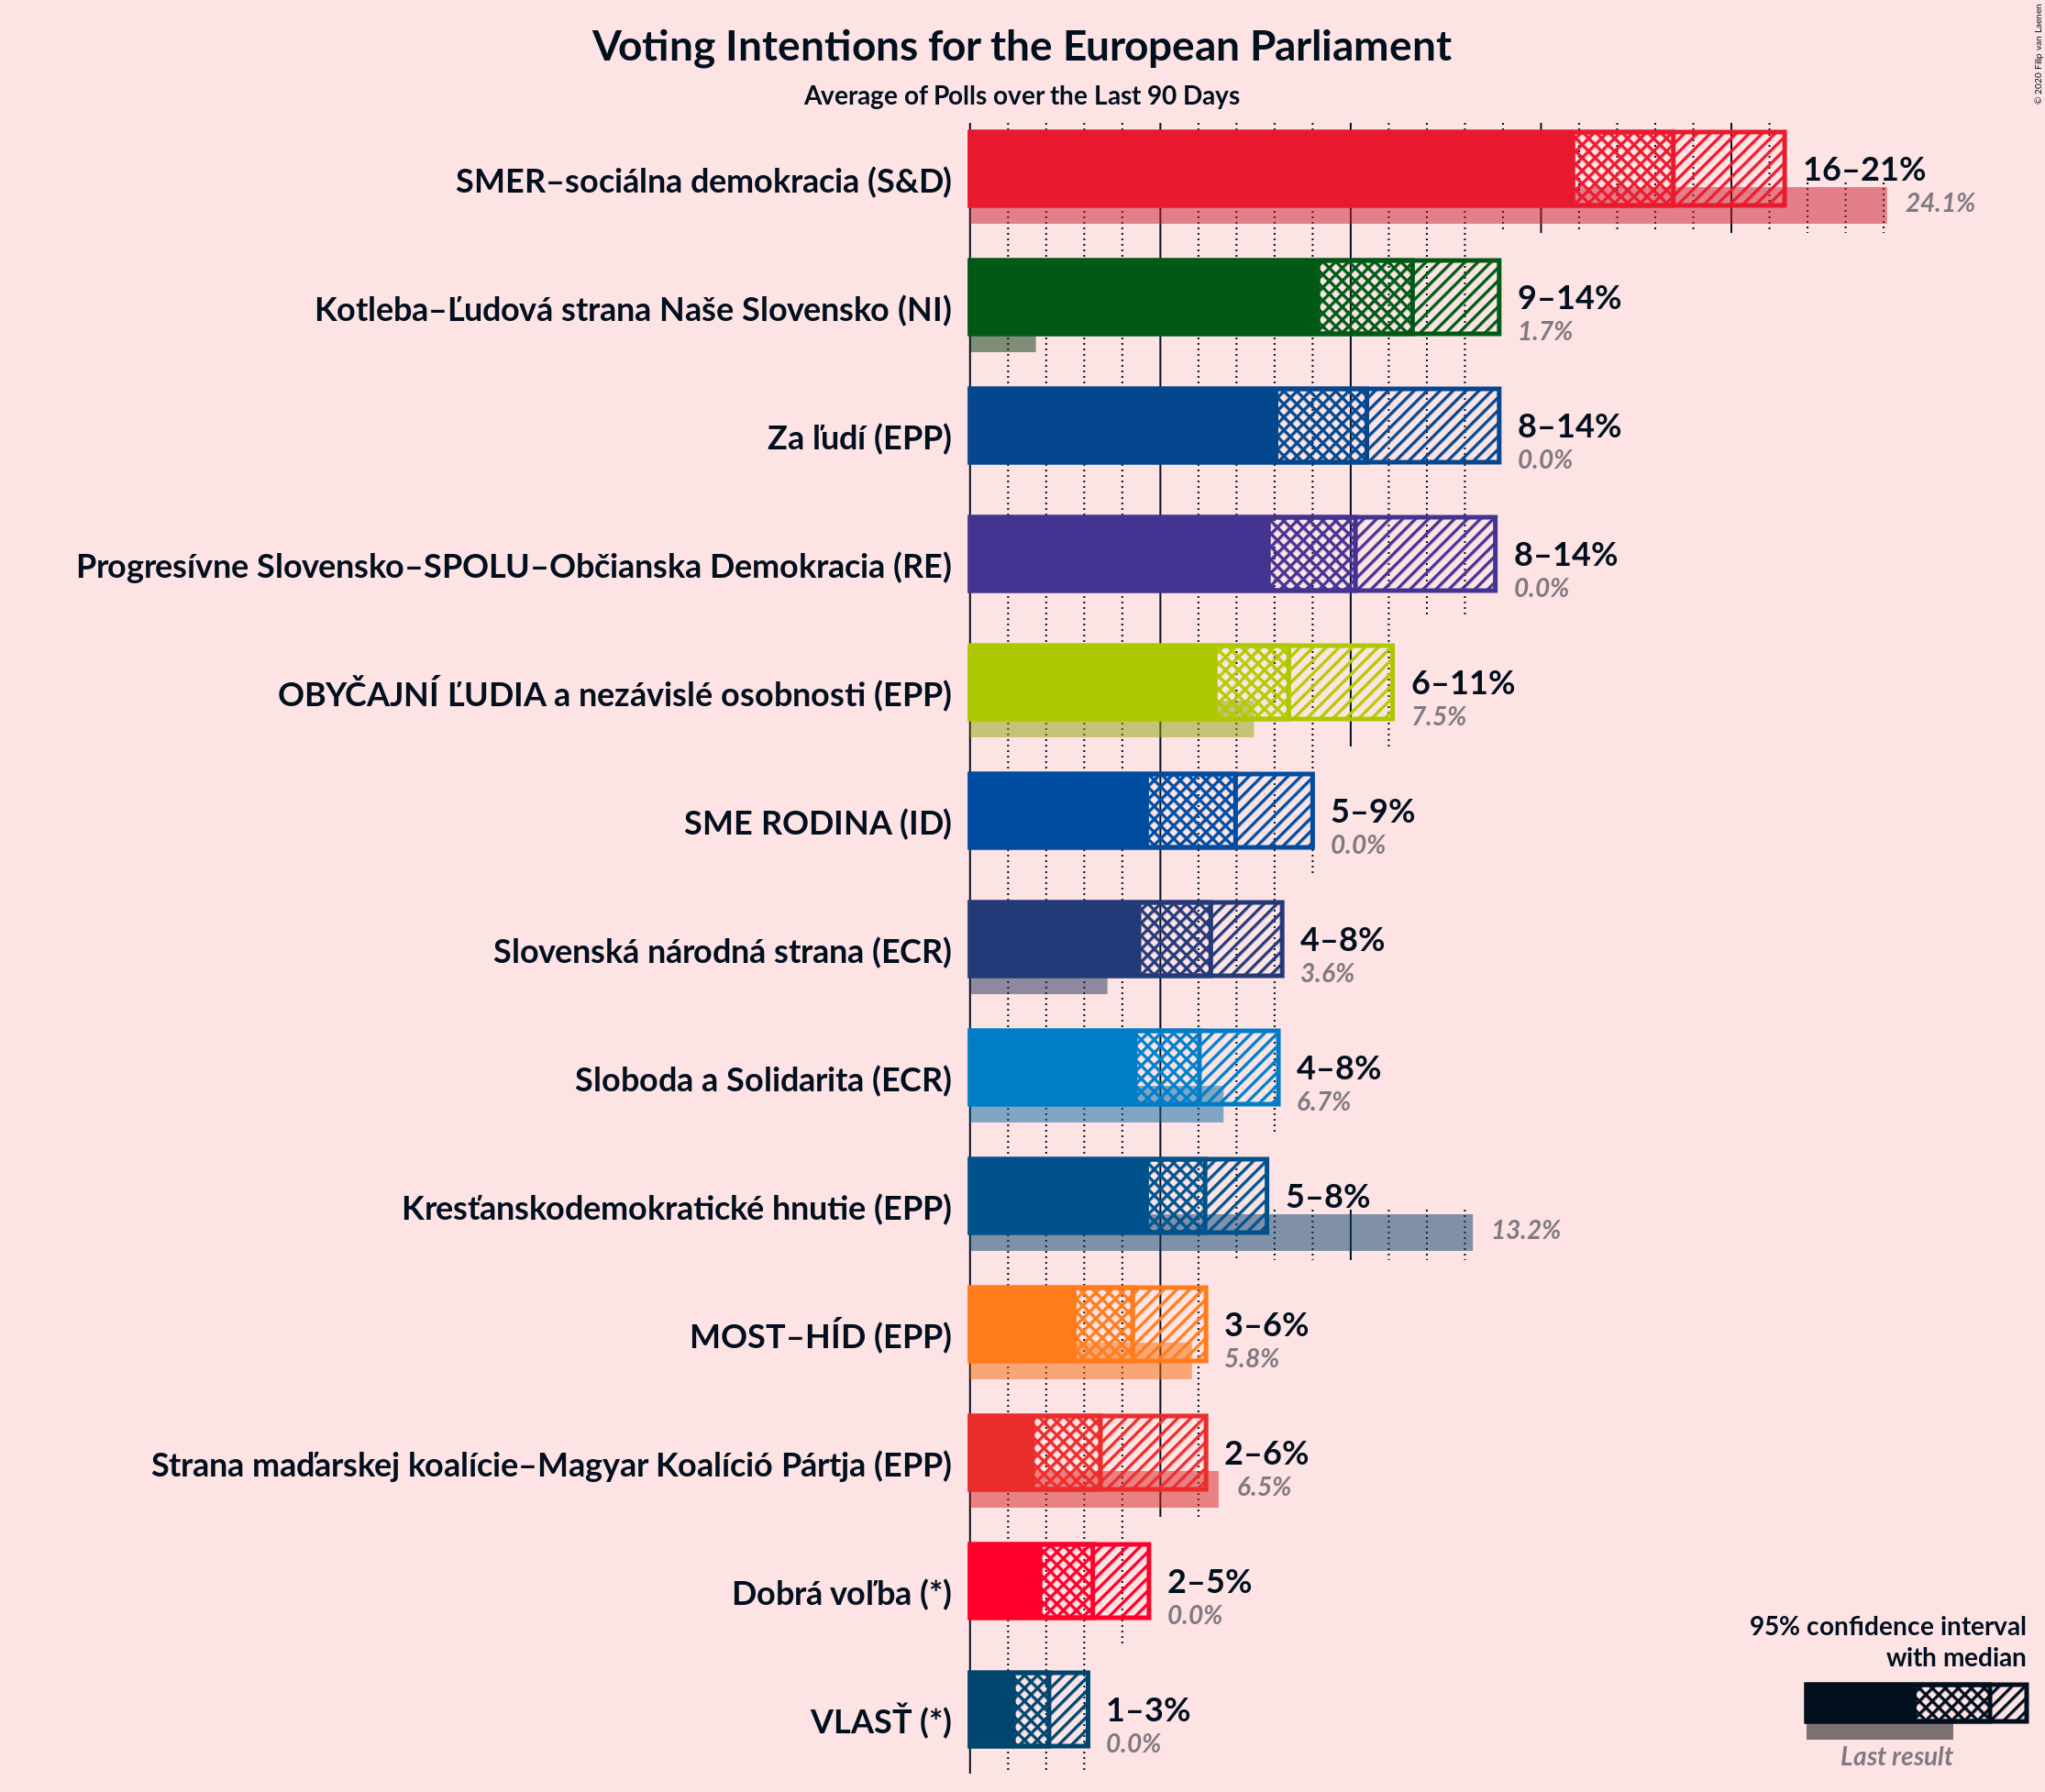 © 2020 Filip van Laenen
Voting Intentions for the European Parliament
Average of Polls over the Last 90 Days
SMER–sociálna demokracia (S&D)
16–21%
24.1%
Kotleba–Ľudová strana Naše Slovensko (NI)
9–14%
1.7%
Za ľudí (EPP)
8–14%
0.0%
Progresívne Slovensko–SPOLU–Občianska Demokracia (RE)
8–14%
0.0%
OBYČAJNÍ ĽUDIA a nezávislé osobnosti (EPP)
6–11%
7.5%
SME RODINA (ID)
5–9%
0.0%
Slovenská národná strana (ECR)
4–8%
3.6%
Sloboda a Solidarita (ECR)
4–8%
6.7%
Kresťanskodemokratické hnutie (EPP)
5–8%
13.2%
MOST–HÍD (EPP)
3–6%
5.8%
Strana maďarskej koalície–Magyar Koalíció Pártja (EPP)
2–6%
6.5%
Dobrá voľba (*)
2–5%
0.0%
VLASŤ (*)
1–3%
0.0%
95% confidence interval
with median
Last result